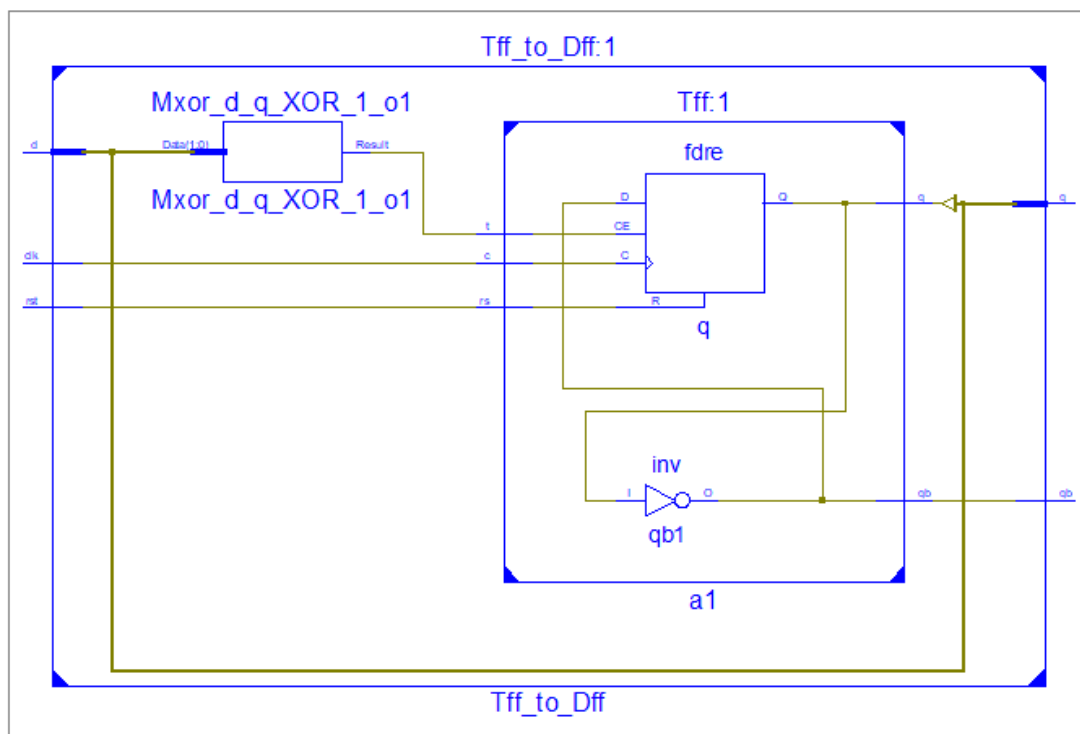 Tff_to_Dff:1
Mxor_d_q_XOR_1_o1
Tff:1
d
Data(1:0)
Result
fdre
Mxor_d_q_XOR_1_o1
D
Q
q
q
t
CE
clk
c
C
rst
rs
R
q
inv
I
O
qb
qb
qb1
a1
Tff_to_Dff